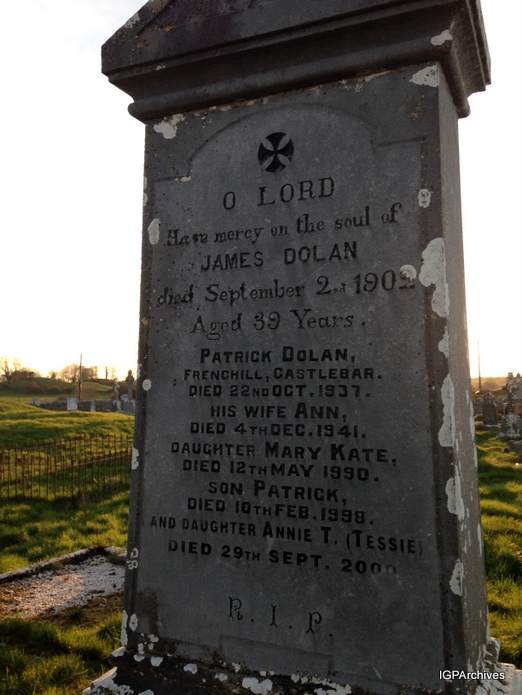 O LORD
Have mercy on the soul of
JAMES DOLAN
died September 2nd 1902
Aged 39 Years.
PATRICK DOLAN,
FRENCHILL, CASTLEBAR.
DIED 22ND OCT. 1937.
HIS WIFE ANN,
DIED 4TH DEC. 1941.
DAUGHTER MARY KATE,
DIED 12TH MAY 1990.
SON PATRICK,
DIED 10TH FEB. 1998.
AND DAUGHTER ANNIE T. (TESSIE)
DIED 29TH SEPT. 2000
R.I.P.
IGPArchives